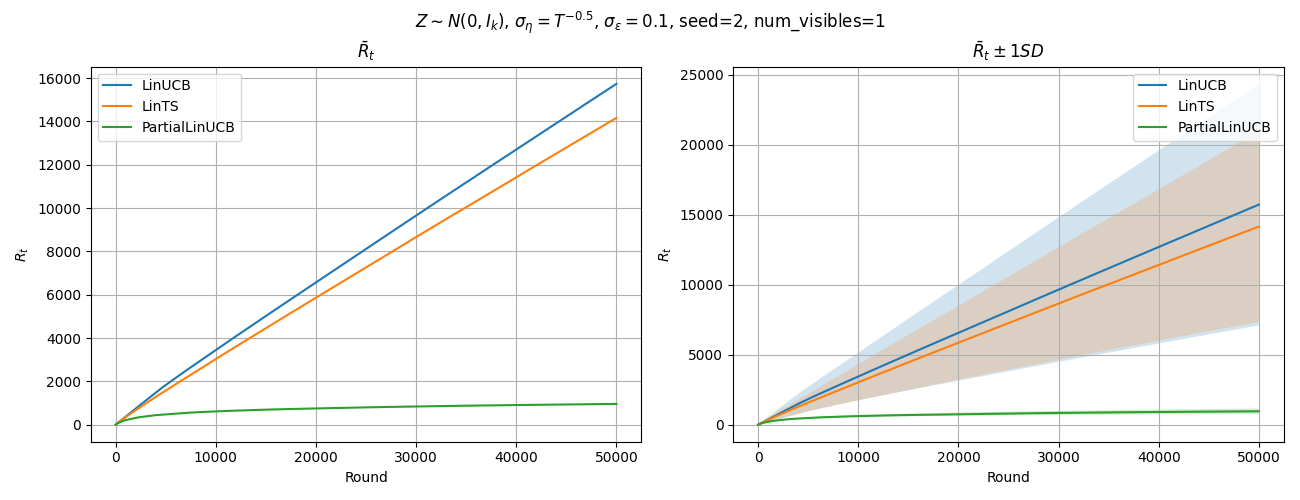 Z ∼ N(0, I_k), σ_η = T^{-0.5}, σ_ε = 0.1, seed=2, num_visibles=1
R̄_t
16000
14000
12000
10000
8000
6000
4000
2000
0
R_t
LinUCB
LinTS
PartialLinUCB
0 10000 20000 30000 40000 50000
Round
R̄_t ± 1SD
25000
20000
15000
10000
5000
0
R_t
LinUCB
LinTS
PartialLinUCB
0 10000 20000 30000 40000 50000
Round